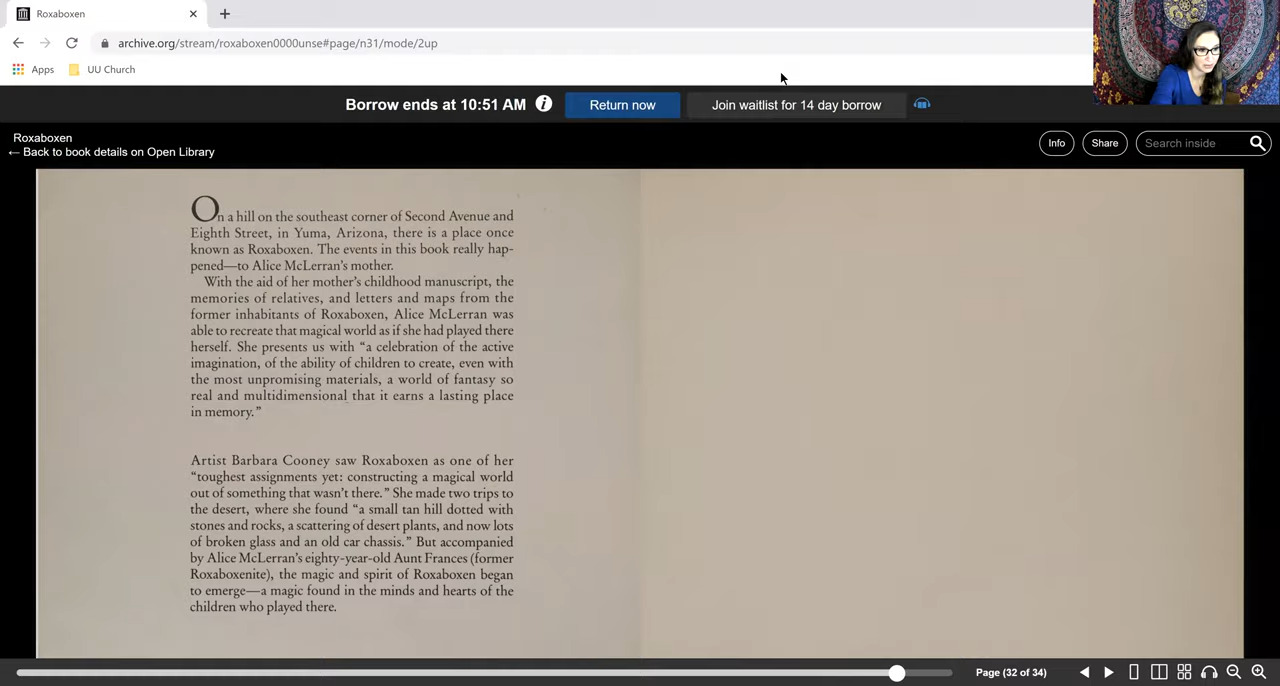 Roxaboxen
archive.org/stream/roxaboxen0000unse#page/n31/mode/2up
Apps
UU Church
Borrow ends at 10:51 AM
Return now
Join waitlist for 14 day borrow
Roxaboxen
← Back to book details on Open Library
Info
Share
Search inside
On a hill on the southeast corner of Second Avenue and
Eighth Street, in Yuma, Arizona, there is a place once
known as Roxaboxen. The events in this book really hap-
pened—to Alice McLerran's mother.
With the aid of her mother's childhood manuscript, the
memories of relatives, and letters and maps from the
former inhabitants of Roxaboxen, Alice McLerran was
able to recreate that magical world as if she had played there
herself. She presents us with “a celebration of the active
imagination, of the ability of children to create, even with
the most unpromising materials, a world of fantasy so
real and multidimensional that it earns a lasting place
in memory.”
Artist Barbara Cooney saw Roxaboxen as one of her
“toughest assignments yet: constructing a magical world
out of something that wasn't there.” She made two trips to
the desert, where she found “a small tan hill dotted with
stones and rocks, a scattering of desert plants, and now lots
of broken glass and an old car chassis.” But accompanied
by Alice McLerran's eighty-year-old Aunt Frances (former
Roxaboxenite), the magic and spirit of Roxaboxen began
to emerge—a magic found in the minds and hearts of the
children who played there.
Page (32 of 34)